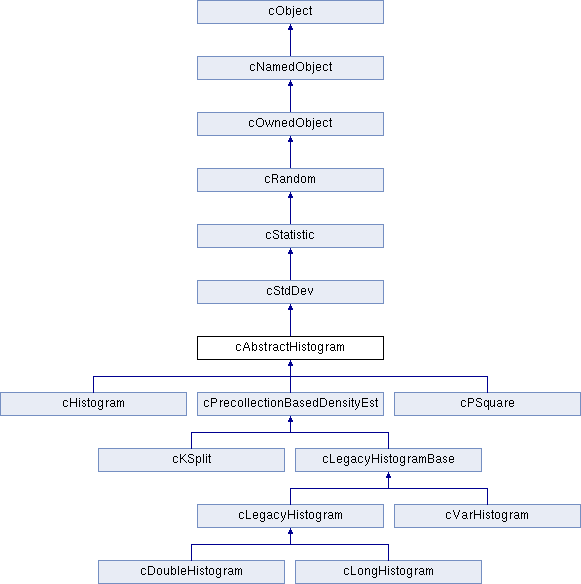 cObject
cNamedObject
cOwnedObject
cRandom
cStatistic
cStdDev
cAbstractHistogram
cHistogram
cPrecollectionBasedDensityEst
cPSquare
cKSplit
cLegacyHistogramBase
cLegacyHistogram
cVarHistogram
cDoubleHistogram
cLongHistogram